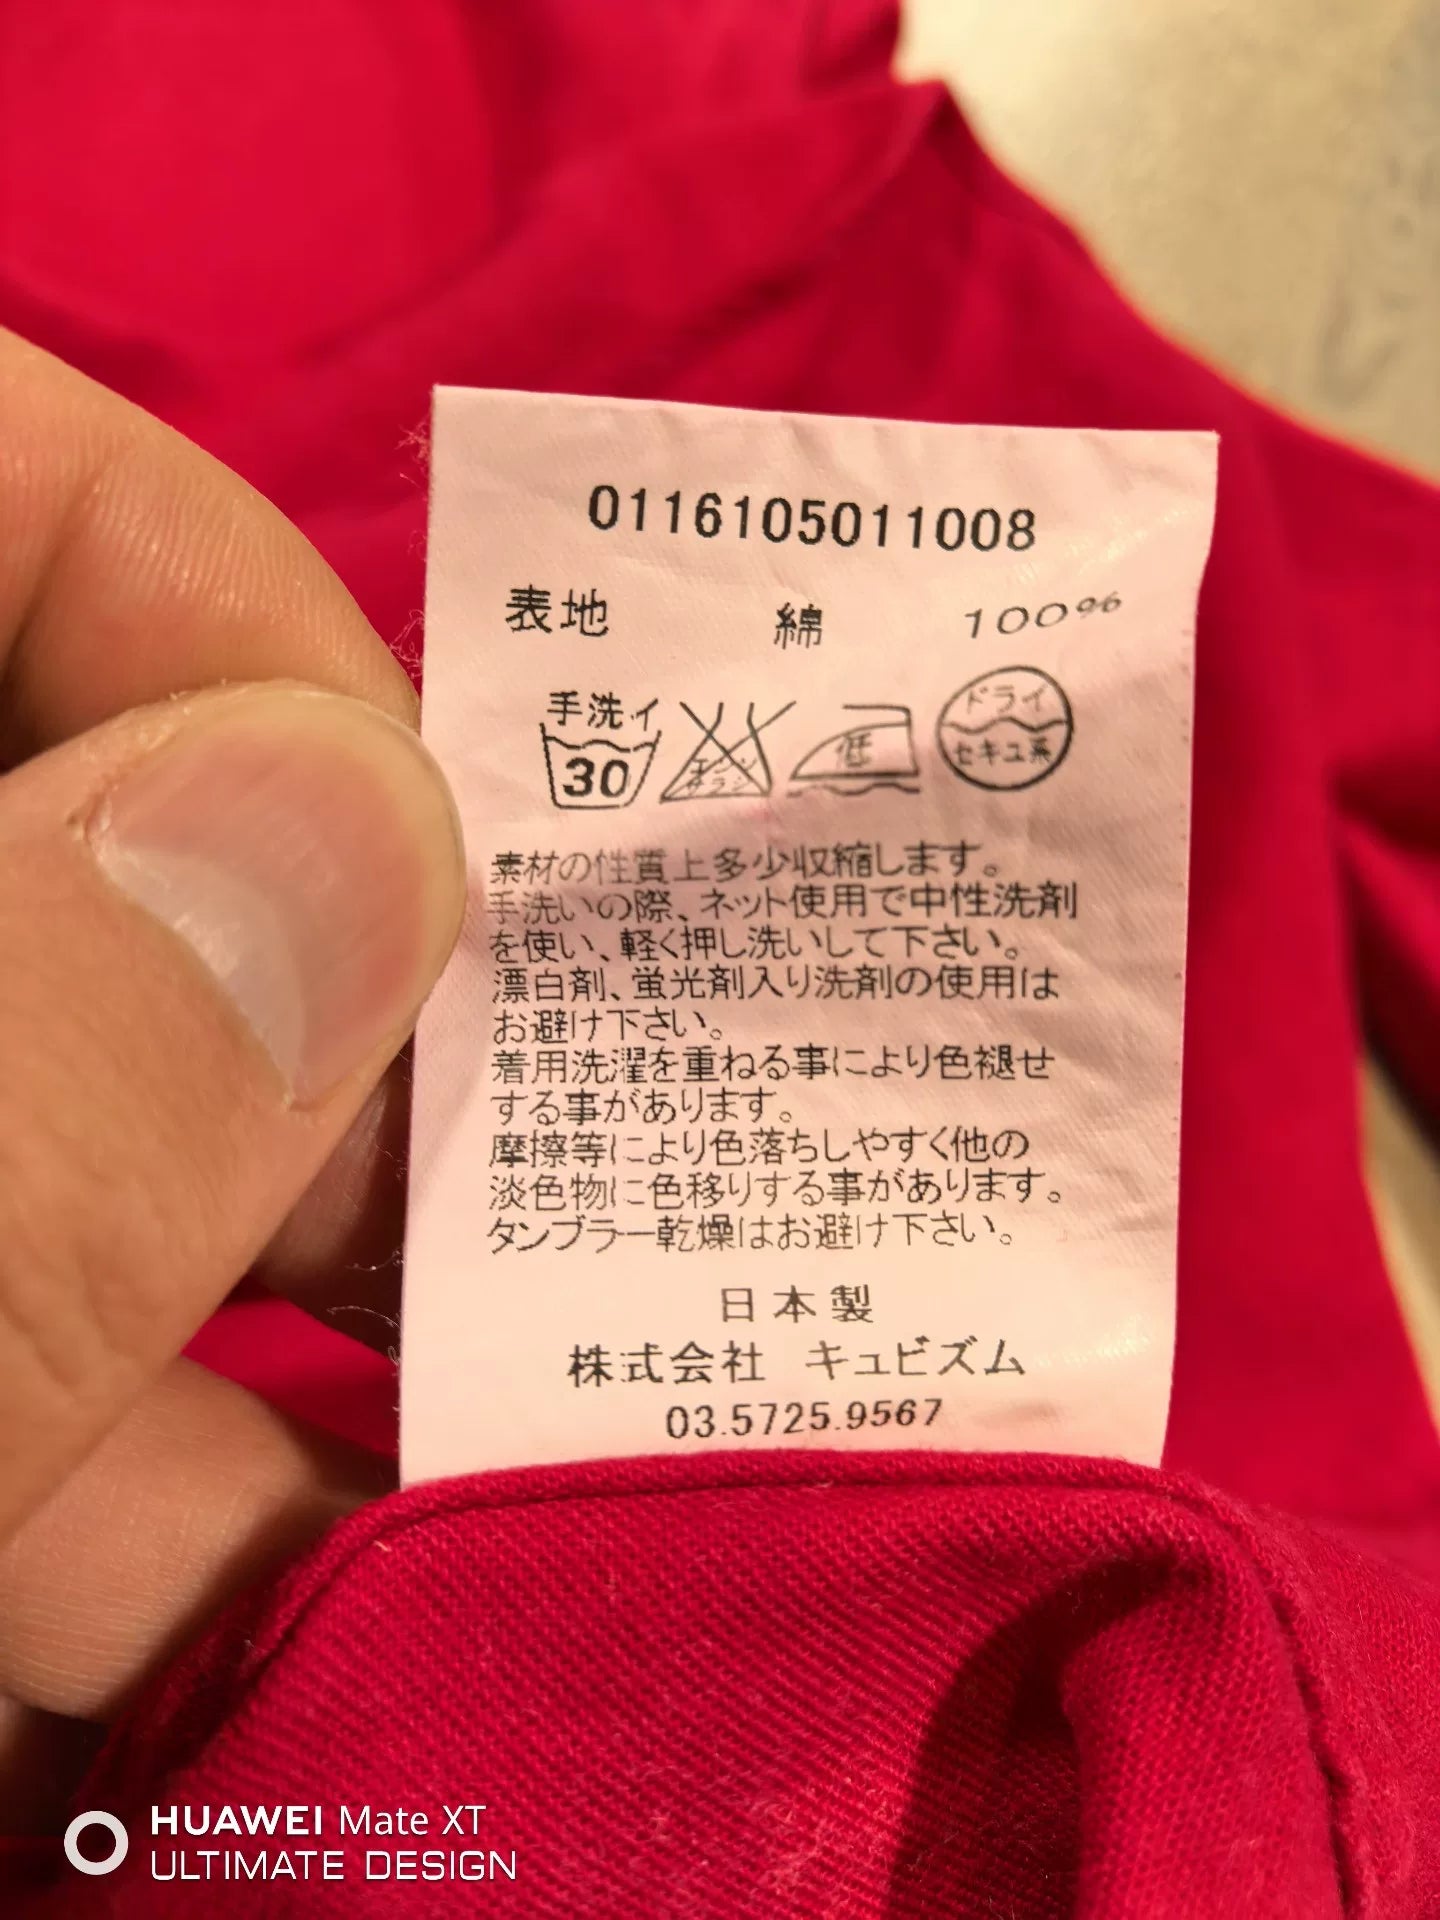 0116105011008
表地 綿 100%
手洗イ
30
エンソ
サラシ
低
ドライ
セキユ系
素材の性質上多少収縮します。
手洗いの際、ネット使用で中性洗剤
を使い、軽く押し洗いして下さい。
漂白剤、蛍光剤入り洗剤の使用は
お避け下さい。
着用洗濯を重ねる事により色褪せ
する事があります。
摩擦等により色落ちしやすく他の
淡色物に色移りする事があります。
タンブラー乾燥はお避け下さい。
日本製
株式会社 キュビズム
03.5725.9567
HUAWEI Mate XT
ULTIMATE DESIGN